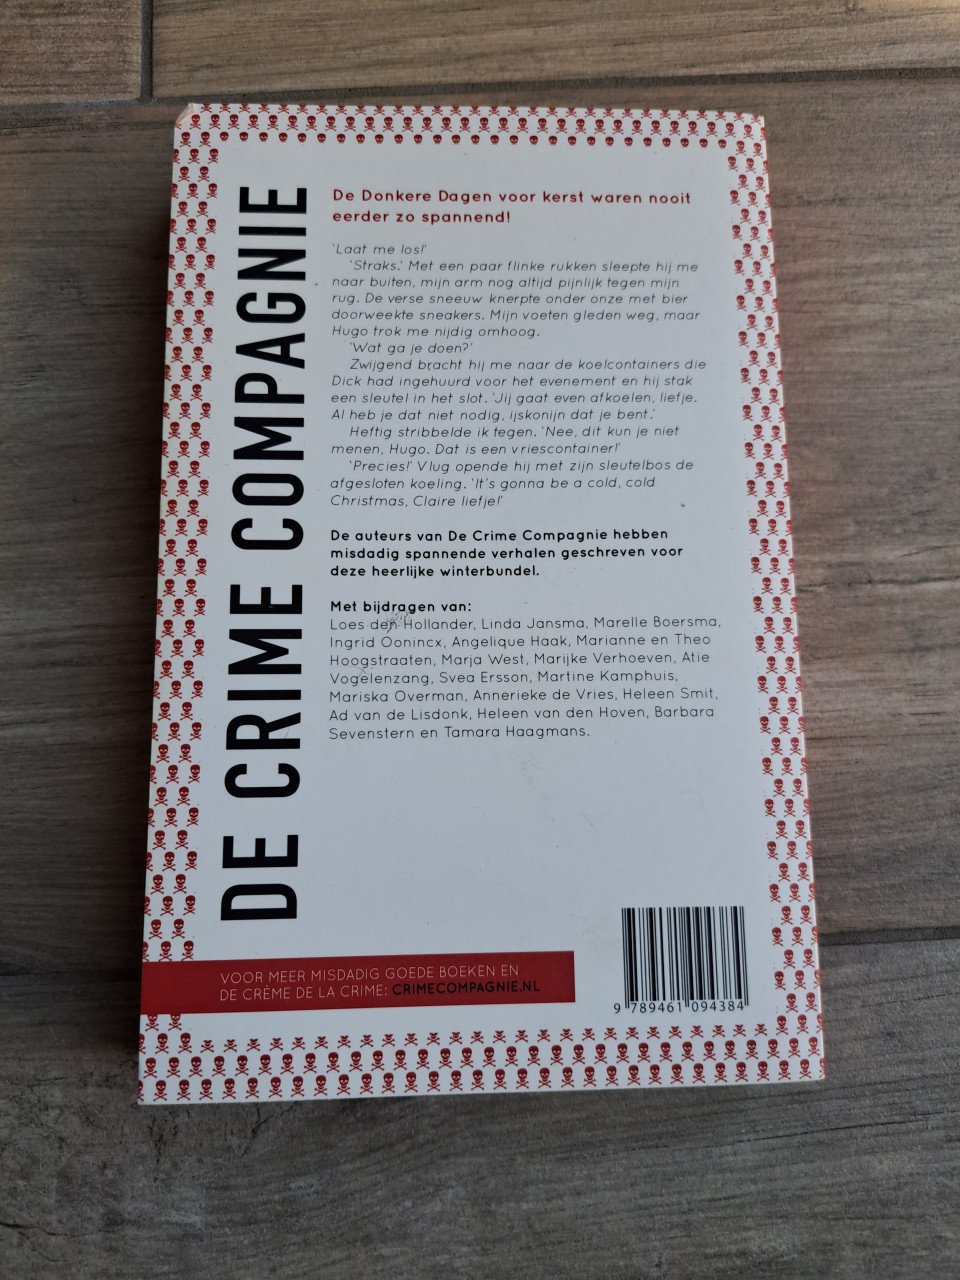 DE CRIME COMPAGNIE
De Donkere Dagen voor kerst waren nooit
eerder zo spannend!
‘Laat me los!’
‘Straks.’ Met een paar flinke rukken sleepte hij me
naar buiten, mijn arm nog altijd pijnlijk tegen mijn
rug. De verse sneeuw knerpte onder onze met bier
doorweekte sneakers. Mijn voeten gleden weg, maar
Hugo trok me nijdig omhoog.
‘Wat ga je doen?’
Zwijgend bracht hij me naar de koelcontainers die
Dick had ingehuurd voor het evenement en hij stak
een sleutel in het slot. ‘Jij gaat even afkoelen, liefje.
Al heb je dat niet nodig, ijskonijn dat je bent.’
Heftig stribbelde ik tegen. ‘Nee, dit kun je niet
menen, Hugo. Dat is een vriescontainer!’
‘Precies!’ Vlug opende hij met zijn sleutelbos de
afgesloten koeling. ‘It's gonna be a cold, cold
Christmas, Claire liefje!’
De auteurs van De Crime Compagnie hebben
misdadig spannende verhalen geschreven voor
deze heerlijke winterbundel.
Met bijdragen van:
Loes den Hollander, Linda Jansma, Marelle Boersma,
Ingrid Oonincx, Angelique Haak, Marianne en Theo
Hoogstraaten, Marja West, Marijke Verhoeven, Atie
Vogelenzang, Svea Ersson, Martine Kamphuis,
Mariska Overman, Annerieke de Vries, Heleen Smit,
Ad van de Lisdonk, Heleen van den Hoven, Barbara
Sevenstern en Tamara Haagmans.
VOOR MEER MISDADIG GOEDE BOEKEN EN
DE CRÈME DE LA CRIME: CRIMECOMPAGNIE.NL
9 789461 094384